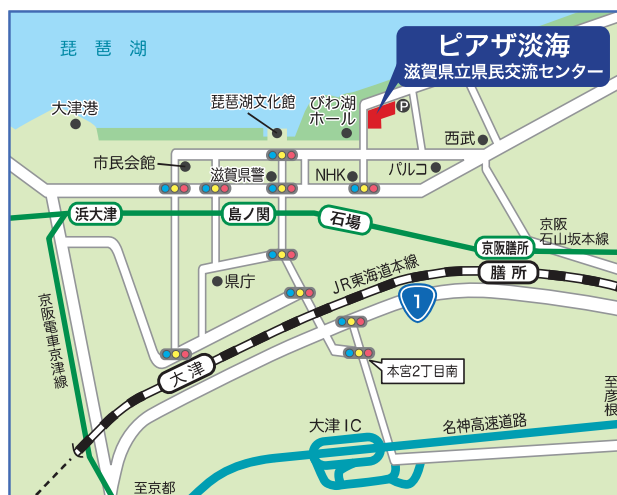 琵琶湖
ピアザ淡海
滋賀県立県民交流センター
大津港
琵琶湖文化館
びわ湖
ホール
P
西武
市民会館
滋賀県警
NHK
パルコ
浜大津
島ノ関
石場
京阪膳所
京阪
石山坂本線
県庁
JR東海道本線
膳所
1
京阪電車京津線
大津
本宮2丁目南
至彦根
大津IC
名神高速道路
至京都